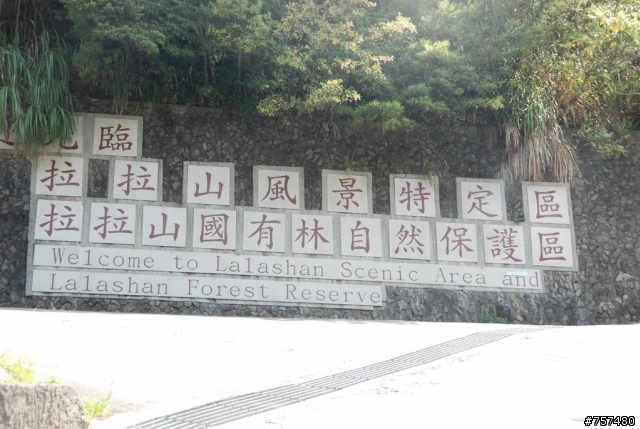 光臨
拉拉山風景特定區
拉拉山國有林自然保護區
Welcome to Lalashan Scenic Area and
Lalashan Forest Reserve
#757480